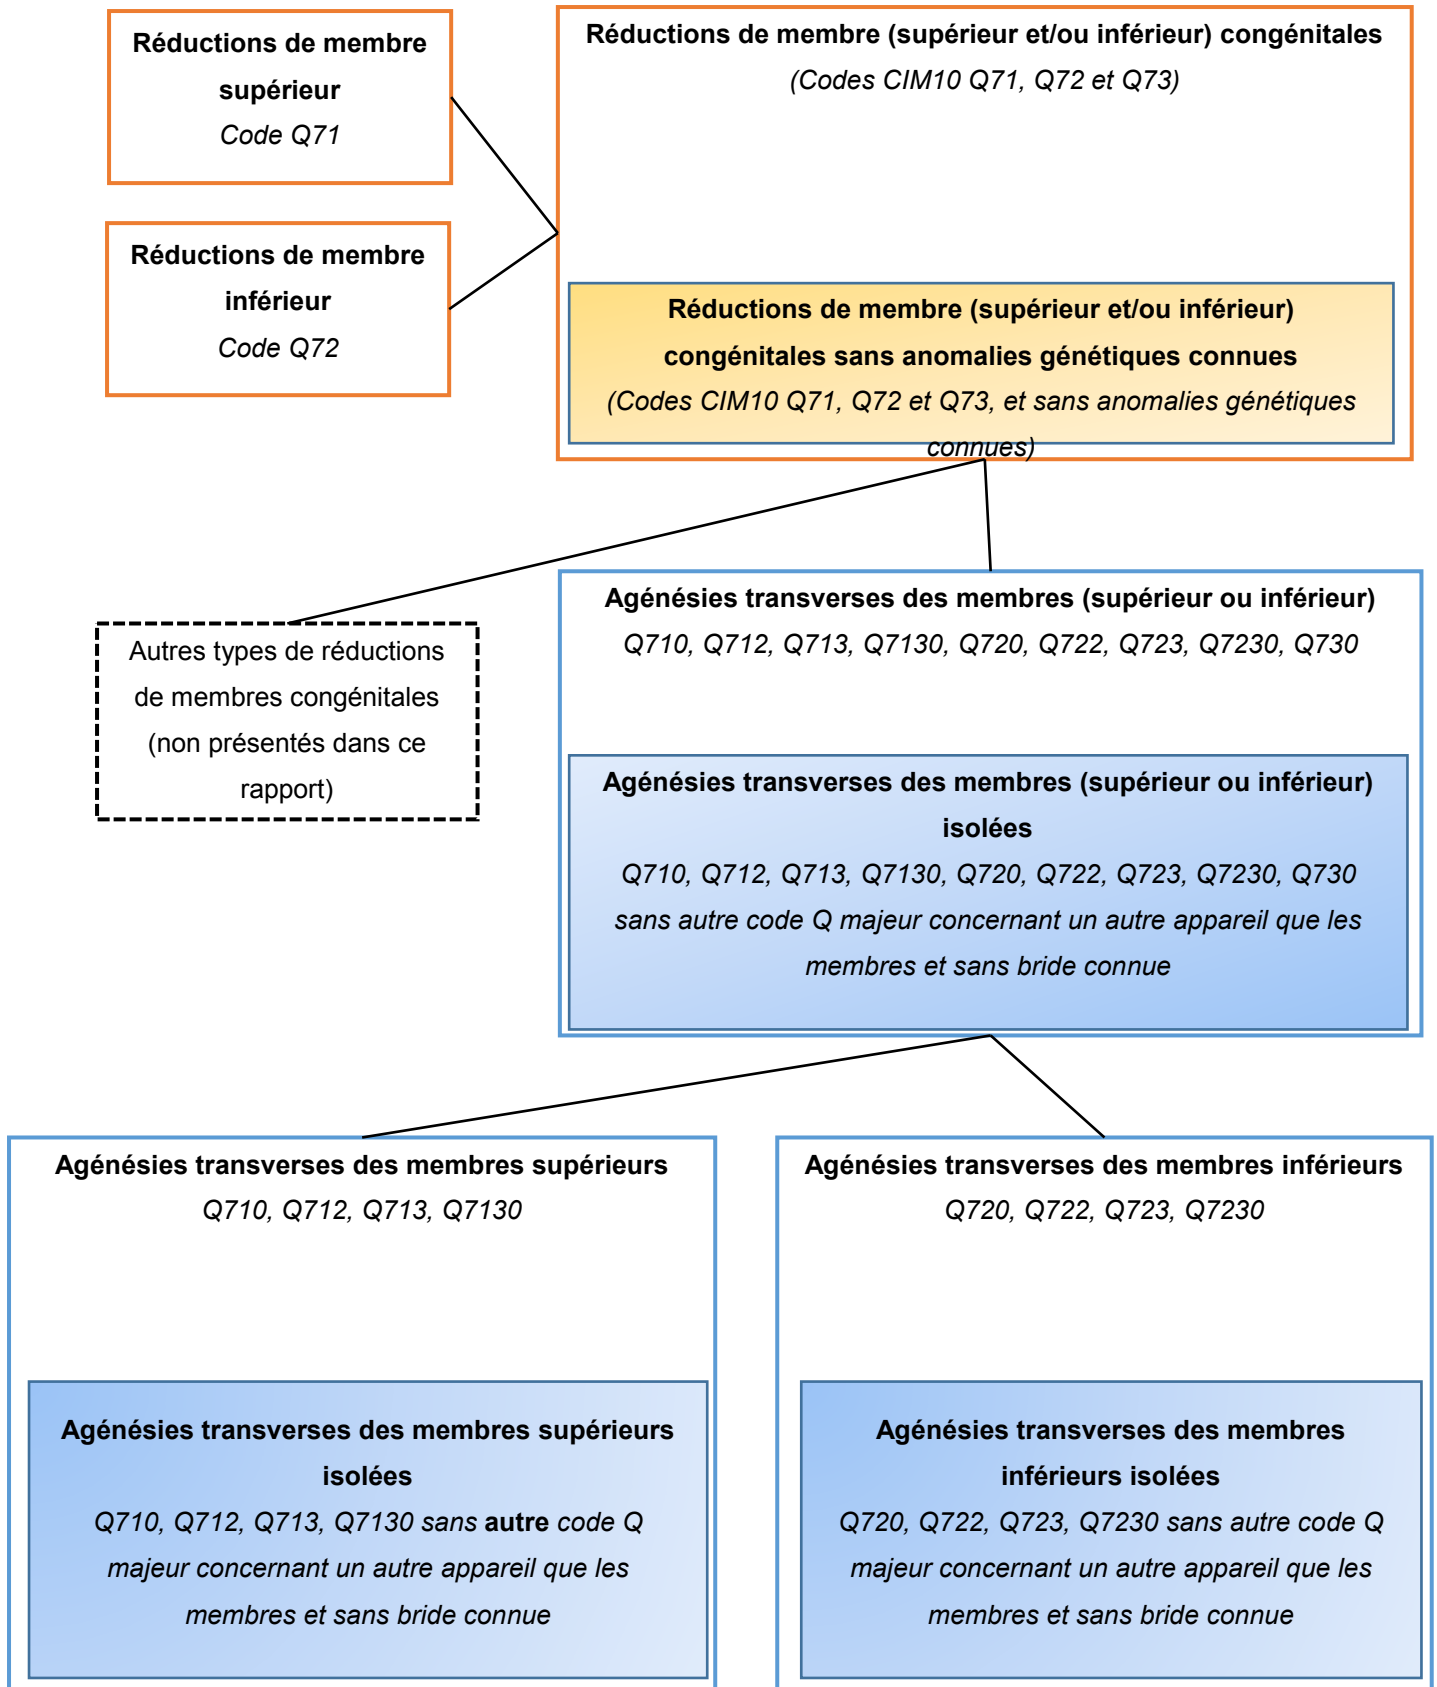 Réductions de membre
supérieur
Code Q71
Réductions de membre
inférieur
Code Q72
Réductions de membre (supérieur et/ou inférieur) congénitales
(Codes CIM10 Q71, Q72 et Q73)
Réductions de membre (supérieur et/ou inférieur)
congénitales sans anomalies génétiques connues
(Codes CIM10 Q71, Q72 et Q73, et sans anomalies génétiques
connues)
Autres types de réductions
de membres congénitales
(non présentés dans ce
rapport)
Agénésies transverses des membres (supérieur ou inférieur)
Q710, Q712, Q713, Q7130, Q720, Q722, Q723, Q7230, Q730
Agénésies transverses des membres (supérieur ou inférieur)
isolées
Q710, Q712, Q713, Q7130, Q720, Q722, Q723, Q7230, Q730
sans autre code Q majeur concernant un autre appareil que les
membres et sans bride connue
Agénésies transverses des membres supérieurs
Q710, Q712, Q713, Q7130
Agénésies transverses des membres supérieurs
isolées
Q710, Q712, Q713, Q7130 sans autre code Q
majeur concernant un autre appareil que les
membres et sans bride connue
Agénésies transverses des membres inférieurs
Q720, Q722, Q723, Q7230
Agénésies transverses des membres
inférieurs isolées
Q720, Q722, Q723, Q7230 sans autre code Q
majeur concernant un autre appareil que les
membres et sans bride connue